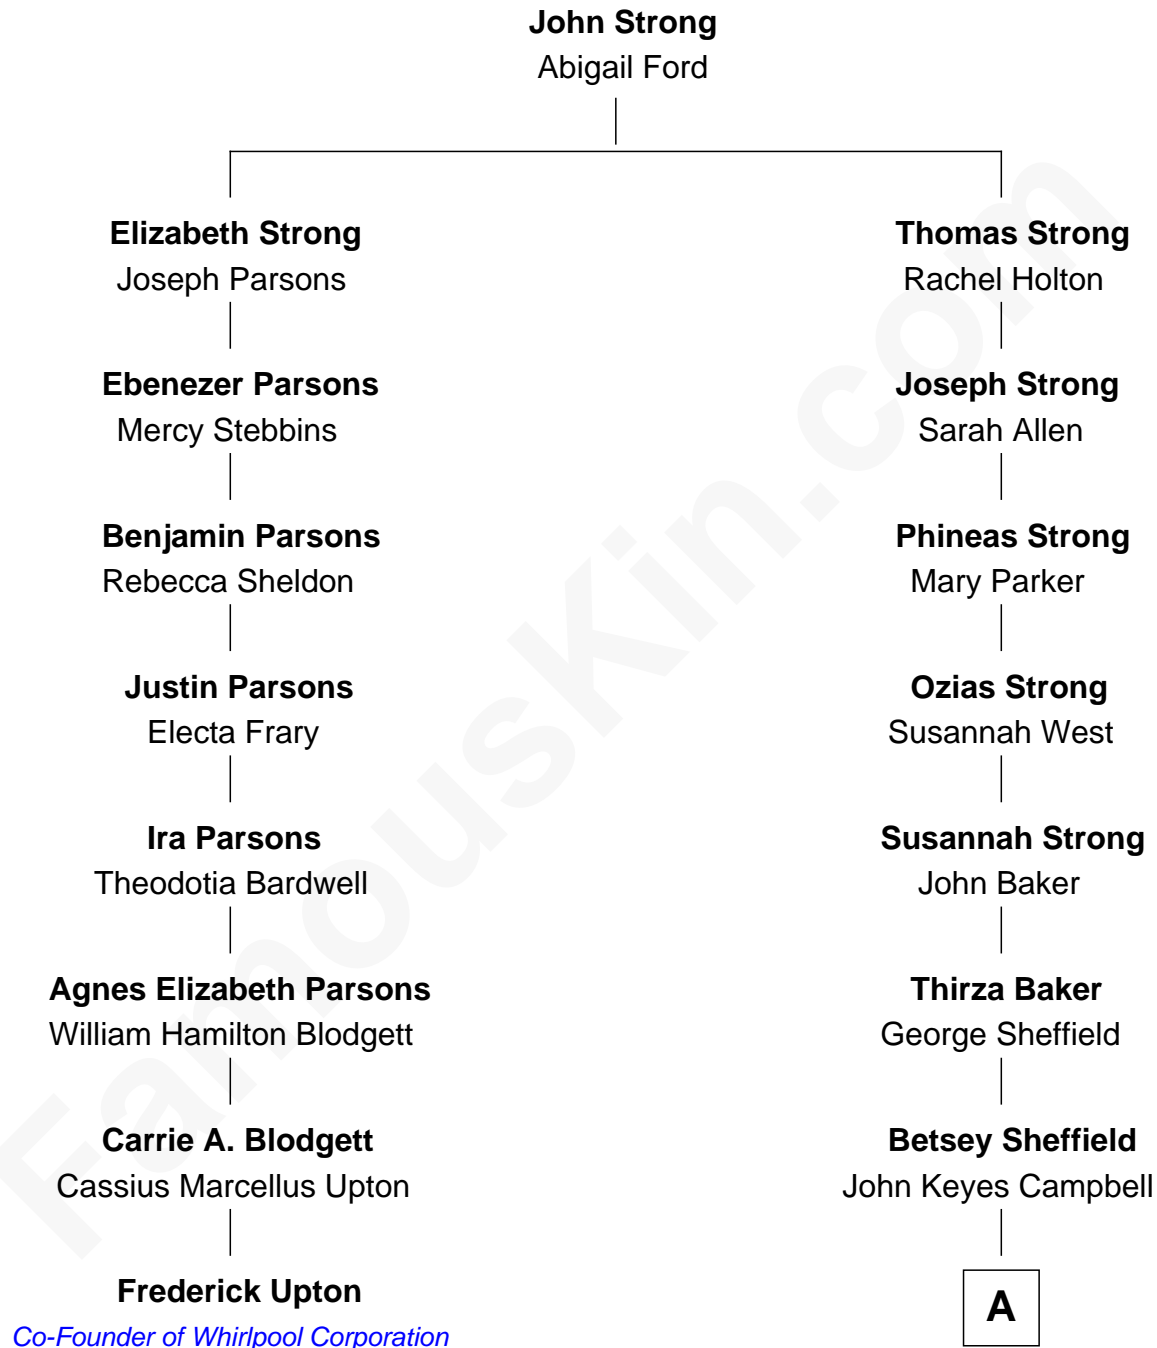 John Strong
Abigail Ford
Elizabeth Strong
Joseph Parsons
Thomas Strong
Rachel Holton
Ebenezer Parsons
Mercy Stebbins
Joseph Strong
Sarah Allen
Benjamin Parsons
Rebecca Sheldon
Phineas Strong
Mary Parker
Justin Parsons
Electa Frary
Ozias Strong
Susannah West
Ira Parsons
Theodotia Bardwell
Susannah Strong
John Baker
Agnes Elizabeth Parsons
William Hamilton Blodgett
Thirza Baker
George Sheffield
Carrie A. Blodgett
Cassius Marcellus Upton
Betsey Sheffield
John Keyes Campbell
Frederick Upton
Co-Founder of Whirlpool Corporation
A
FamousKin.com